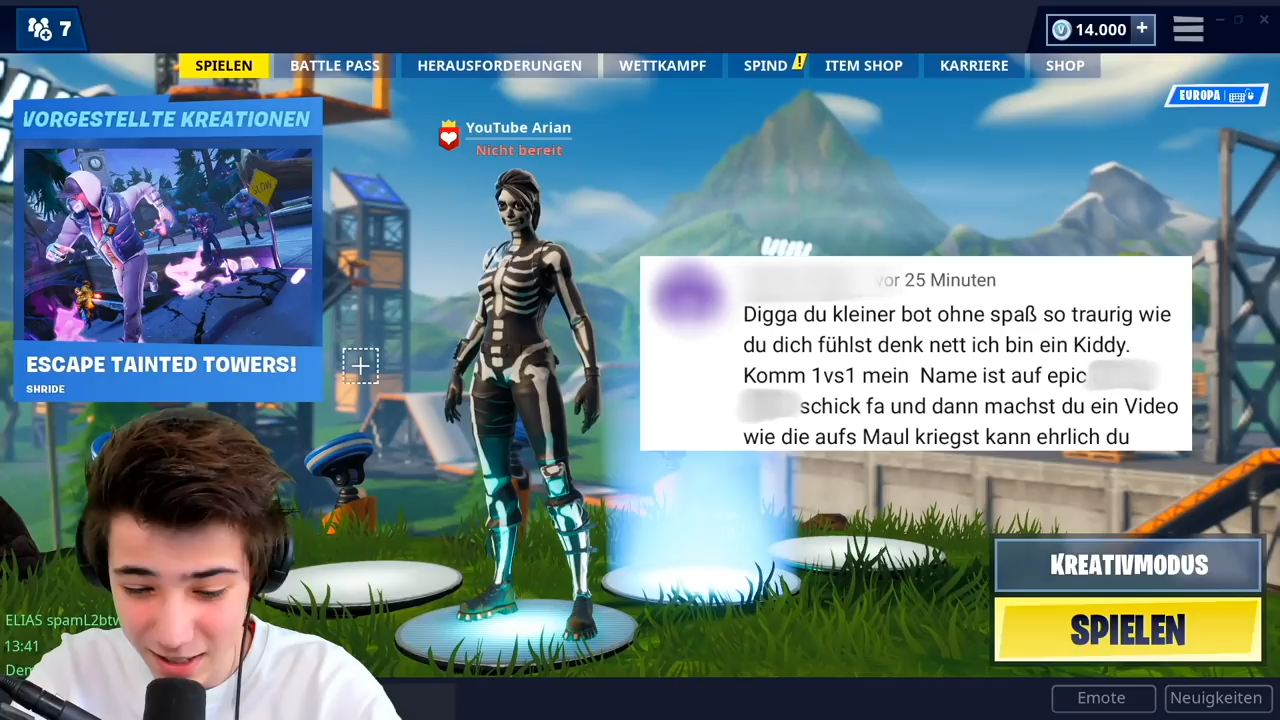 7
14.000
SPIELEN
BATTLE PASS
HERAUSFORDERUNGEN
WETTKAMPF
SPIND
ITEM SHOP
KARRIERE
SHOP
EUROPA
VORGESTELLTE KREATIONEN
SLOW
ESCAPE TAINTED TOWERS!
SHRIDE
YouTube Arian
Nicht bereit
vor 25 Minuten
Digga du kleiner bot ohne spaß so traurig wie
du dich fühlst denk nett ich bin ein Kiddy.
Komm 1vs1 mein Name ist auf epic
schick fa und dann machst du ein Video
wie die aufs Maul kriegst kann ehrlich du
ELIAS spamL2btw
13:41
KREATIVMODUS
SPIELEN
Emote
Neuigkeiten